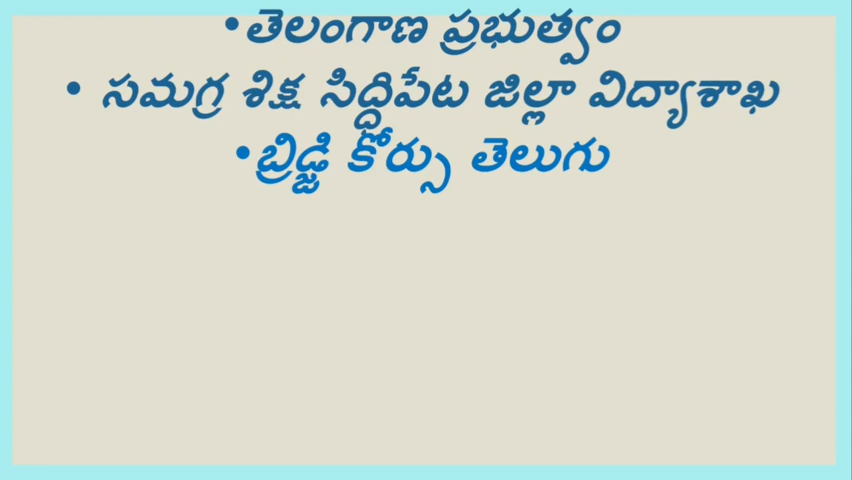 •తెలంగాణ ప్రభుత్వం
• సమగ్ర శిక్ష సిద్ధిపేట జిల్లా విద్యాశాఖ
•బ్రిడ్జి కోర్సు తెలుగు